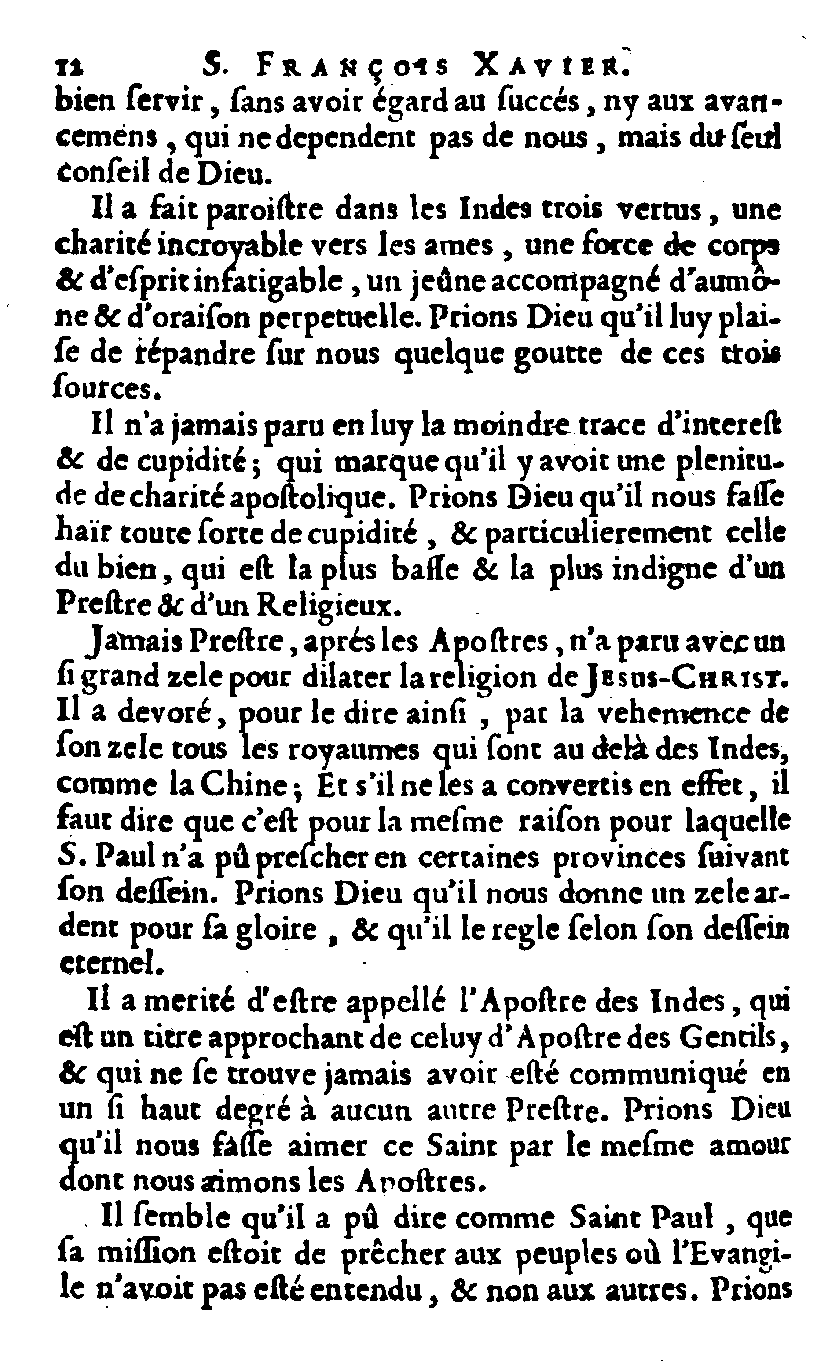 12 S. FRANÇOIS XAVIER.
bien ſervir, ſans avoir égard au ſuccés, ny aux avan-
cemens, qui ne dependent pas de nous, mais du ſeul
conſeil de Dieu.
Il a fait paroiſtre dans les Indes trois vertus, une
charité incroyable vers les ames, une force de corps
& d'eſprit infatigable, un jeûne accompagné d'aumô-
ne & d'oraiſon perpetuelle. Prions Dieu qu'il luy plai-
ſe de répandre ſur nous quelque goutte de ces trois
ſources.
Il n'a jamais paru en luy la moindre trace d'intereſt
& de cupidité; qui marque qu'il y avoit une plenitu-
de de charité apoſtolique. Prions Dieu qu'il nous faſſe
haïr toute ſorte de cupidité, & particulierement celle
du bien, qui eſt la plus baſſe & la plus indigne d'un
Preſtre & d'un Religieux.
Jamais Preſtre, aprés les Apoſtres, n'a paru avec un
ſi grand zele pour dilater la religion de JESUS-CHRIST.
Il a devoré, pour le dire ainſi, par la vehemence de
ſon zele tous les royaumes qui ſont au delà des Indes,
comme la Chine; Et s'il ne les a convertis en effet, il
faut dire que c'eſt pour la meſme raiſon pour laquelle
S. Paul n'a pû preſcher en certaines provinces ſuivant
ſon deſſein. Prions Dieu qu'il nous donne un zele ar-
dent pour ſa gloire, & qu'il le regle ſelon ſon deſſein
eternel.
Il a merité d'eſtre appellé l'Apoſtre des Indes, qui
eſt un titre approchant de celuy d'Apoſtre des Gentils,
& qui ne ſe trouve jamais avoir eſté communiqué en
un ſi haut degré à aucun autre Preſtre. Prions Dieu
qu'il nous faſſe aimer ce Saint par le meſme amour
dont nous aimons les Apoſtres.
Il ſemble qu'il a pû dire comme Saint Paul, que
ſa miſſion eſtoit de prêcher aux peuples où l'Evangi-
le n'avoit pas eſté entendu, & non aux autres. Prions